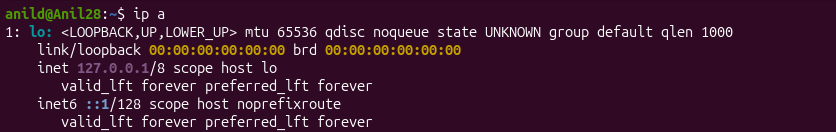 anild@Anil28:~$ ip a
1: lo: <LOOPBACK,UP,LOWER_UP> mtu 65536 qdisc noqueue state UNKNOWN group default qlen 1000
    link/loopback 00:00:00:00:00:00 brd 00:00:00:00:00:00
    inet 127.0.0.1/8 scope host lo
       valid_lft forever preferred_lft forever
    inet6 ::1/128 scope host noprefixroute
       valid_lft forever preferred_lft forever